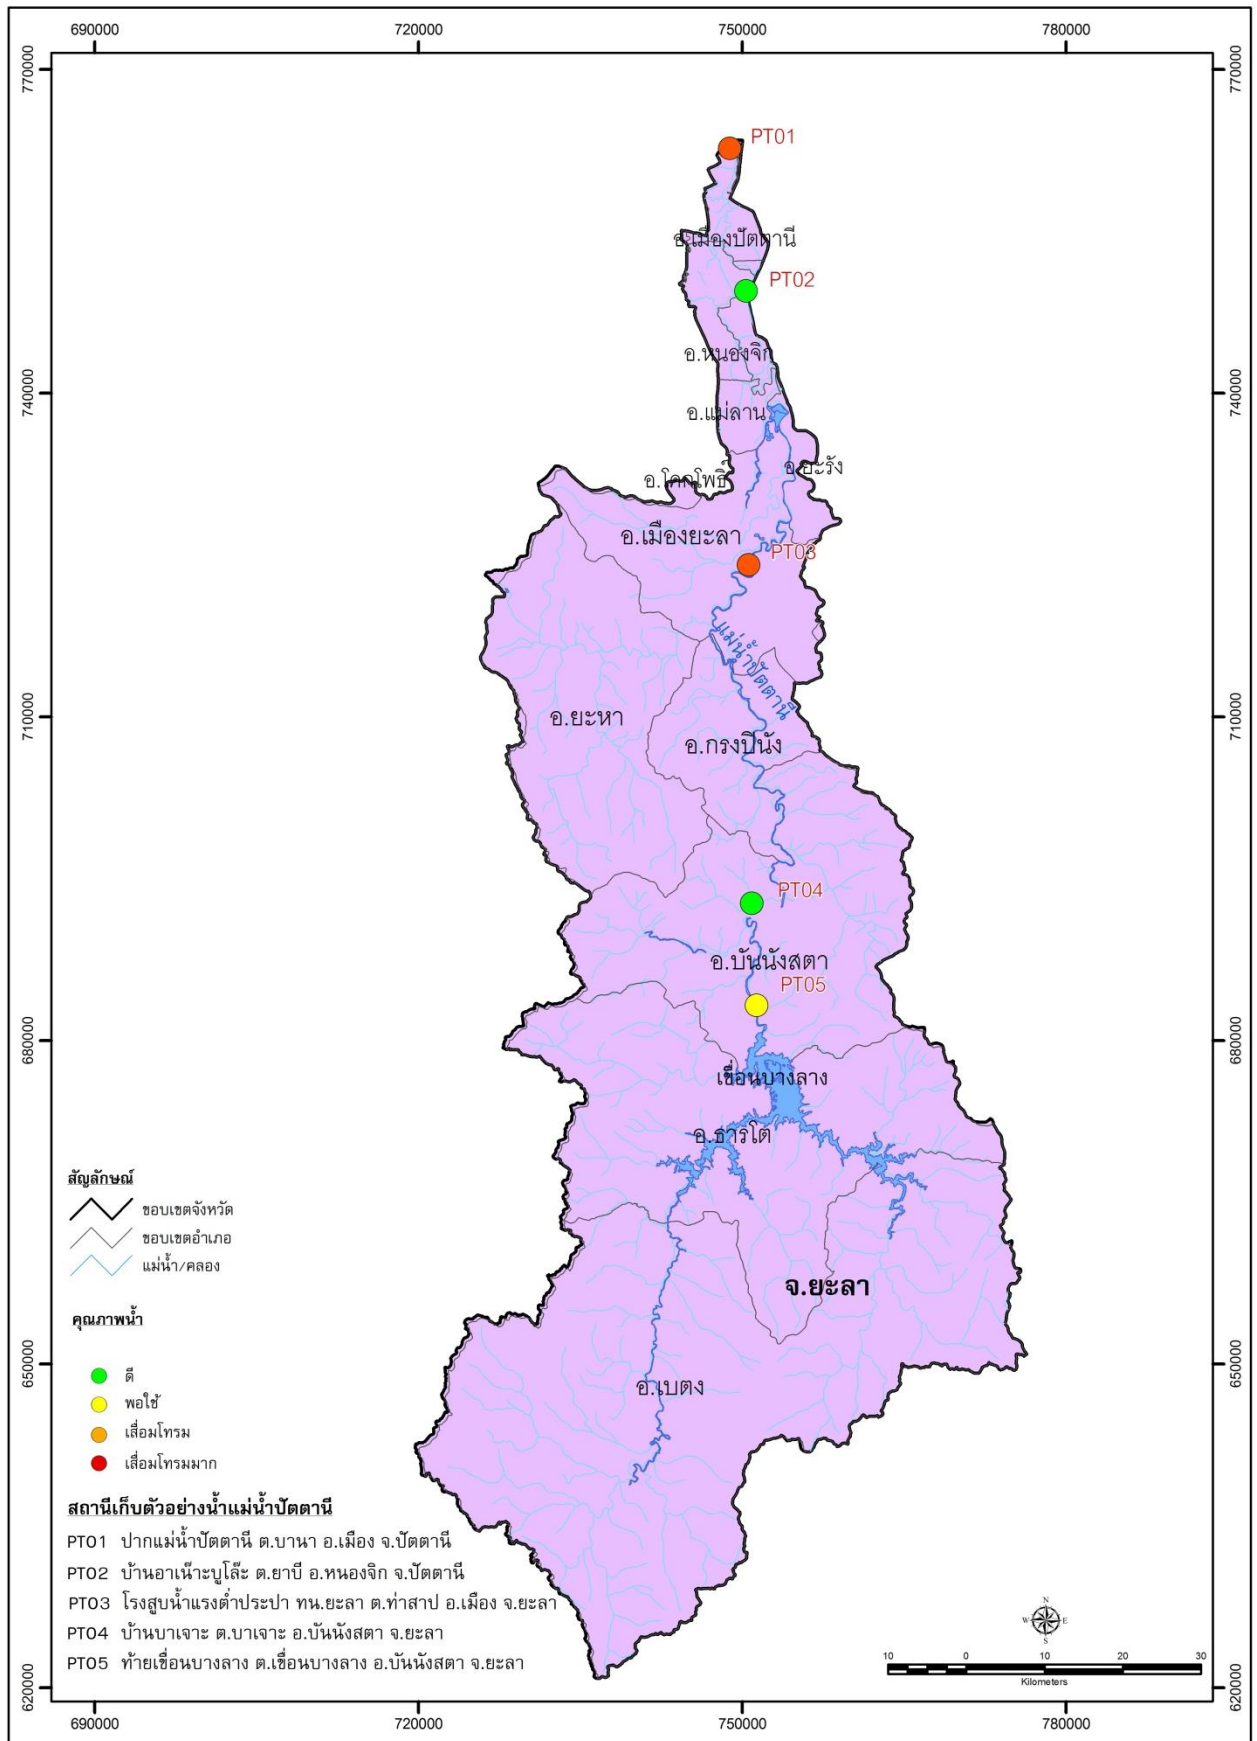 690000 720000 750000 780000
770000 770000
PT01
อ.เมืองปัตตานี
PT02
อ.หนองจิก
740000 740000
อ.แม่ลาน
อ.ยะรัง
อ.โคกโพธิ์
อ.เมืองยะลา
PT03
แม่น้ำปัตตานี
710000 710000
อ.ยะหา
อ.กรงปินัง
PT04
อ.บันนังสตา
PT05
680000 680000
เขื่อนบางลาง
อ.ธารโต
สัญลักษณ์
ขอบเขตจังหวัด
ขอบเขตอำเภอ
แม่น้ำ/คลอง
จ.ยะลา
คุณภาพน้ำ
650000 650000
ดี
อ.เบตง
พอใช้
เสื่อมโทรม
เสื่อมโทรมมาก
สถานีเก็บตัวอย่างน้ำแม่น้ำปัตตานี
PT01 ปากแม่น้ำปัตตานี ต.บานา อ.เมือง จ.ปัตตานี
PT02 บ้านอาเน๊าะบูโล๊ะ ต.ยาบี อ.หนองจิก จ.ปัตตานี
PT03 โรงสูบน้ำแรงต่ำประปา ทน.ยะลา ต.ท่าสาป อ.เมือง จ.ยะลา
PT04 บ้านบาเจาะ ต.บาเจาะ อ.บันนังสตา จ.ยะลา
PT05 ท้ายเขื่อนบางลาง ต.เขื่อนบางลาง อ.บันนังสตา จ.ยะลา
N
W E
S
10 0 10 20 30
Kilometers
620000 620000
690000 720000 750000 780000